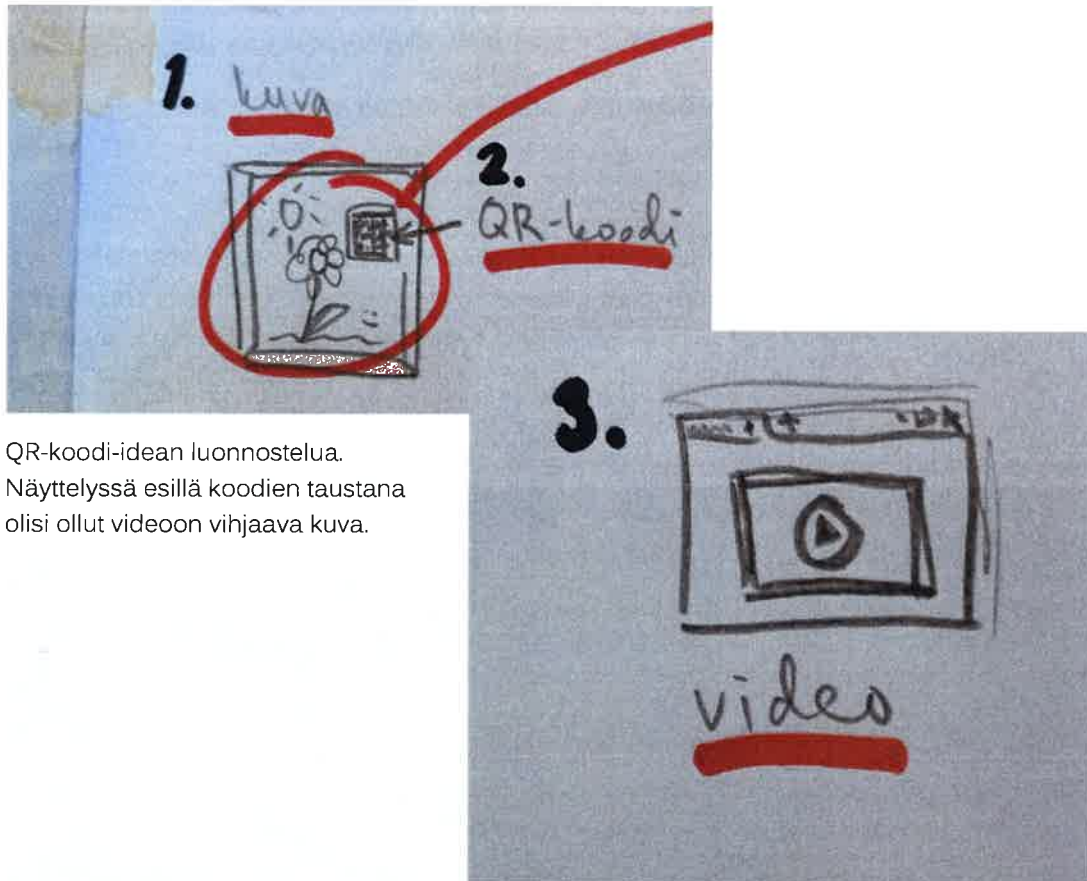 1. kuva
2.
QR-koodi
3.
video
QR-koodi-idean luonnostelua.
Näyttelyssä esillä koodien taustana
olisi ollut videoon vihjaava kuva.